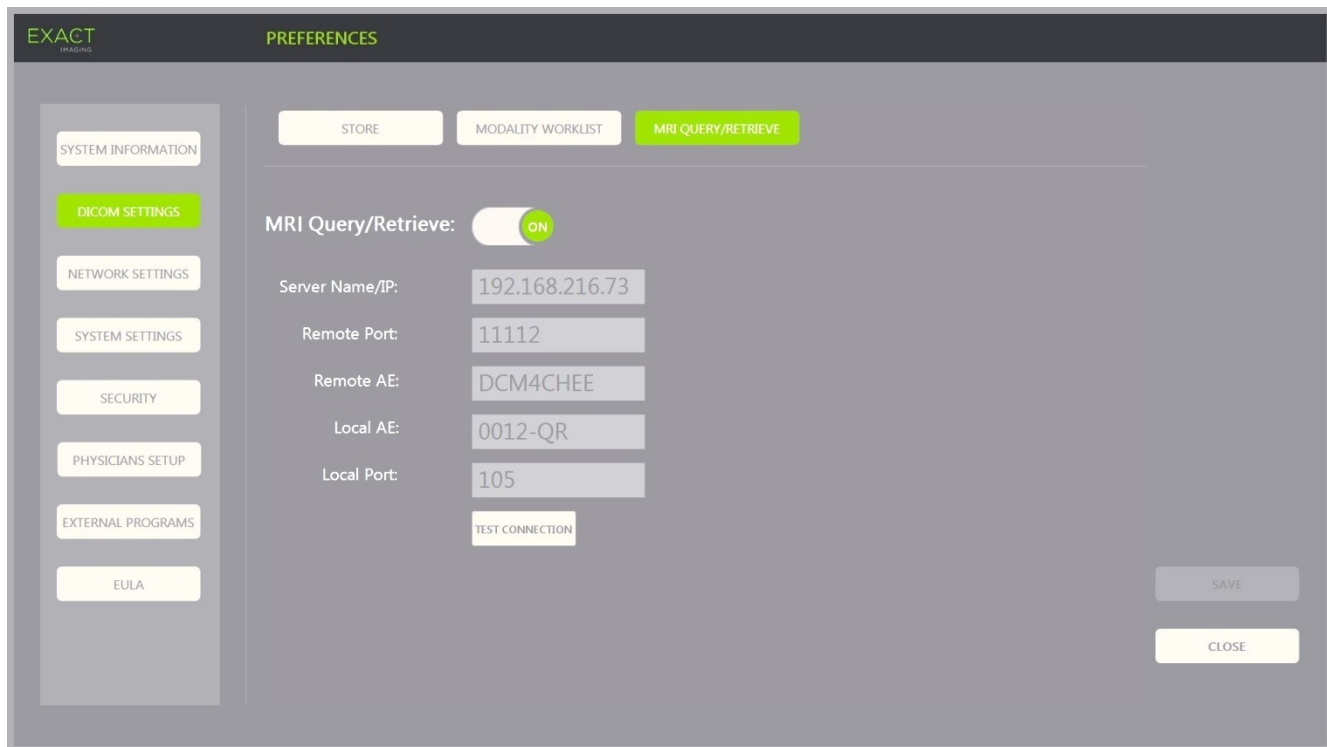 EXACT
IMAGING
PREFERENCES
SYSTEM INFORMATION
DICOM SETTINGS
NETWORK SETTINGS
SYSTEM SETTINGS
SECURITY
PHYSICIANS SETUP
EXTERNAL PROGRAMS
EULA
STORE
MODALITY WORKLIST
MRI QUERY/RETRIEVE
MRI Query/Retrieve: ON
Server Name/IP: 192.168.216.73
Remote Port: 11112
Remote AE: DCM4CHEE
Local AE: 0012-QR
Local Port: 105
TEST CONNECTION
SAVE
CLOSE